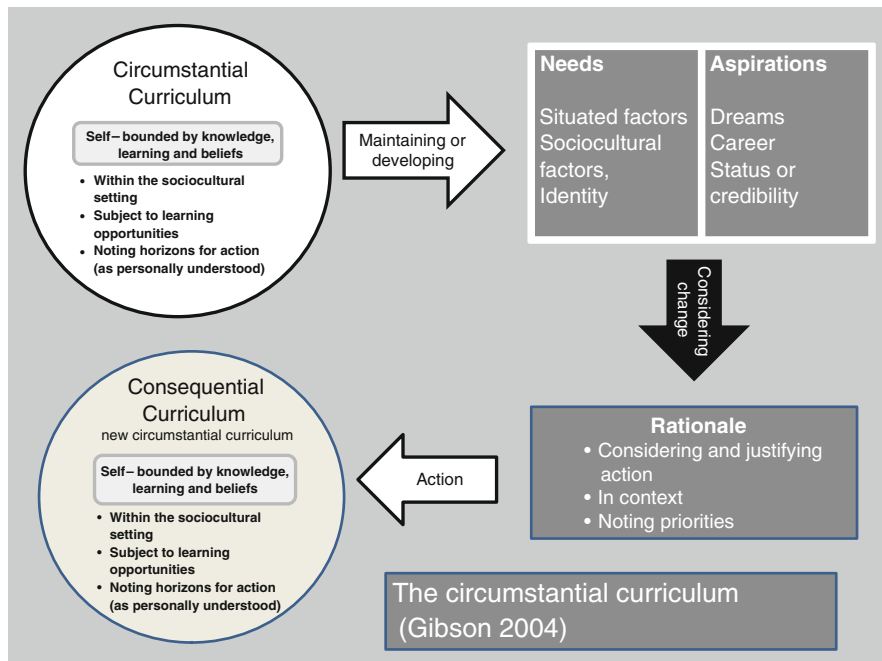 Circumstantial
Curriculum
Self–bounded by knowledge,
learning and beliefs
• Within the sociocultural
setting
• Subject to learning
opportunities
• Noting horizons for action
(as personally understood)
Maintaining or
developing
Needs
Situated factors
Sociocultural
factors,
Identity
Aspirations
Dreams
Career
Status or
credibility
Considering
change
Rationale
• Considering and justifying
action
• In context
• Noting priorities
Action
Consequential
Curriculum
new circumstantial curriculum
Self–bounded by knowledge,
learning and beliefs
• Within the sociocultural
setting
• Subject to learning
opportunities
• Noting horizons for action
(as personally understood)
The circumstantial curriculum
(Gibson 2004)